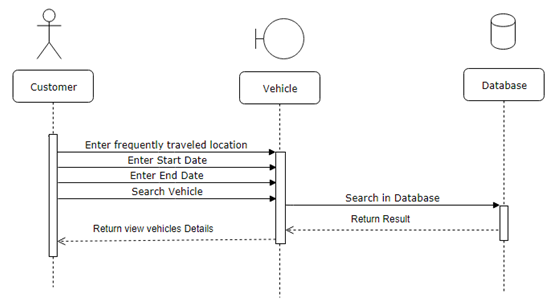 Customer
Vehicle
Database
Enter frequently traveled location
Enter Start Date
Enter End Date
Search Vehicle
Search in Database
Return Result
Return view vehicles Details